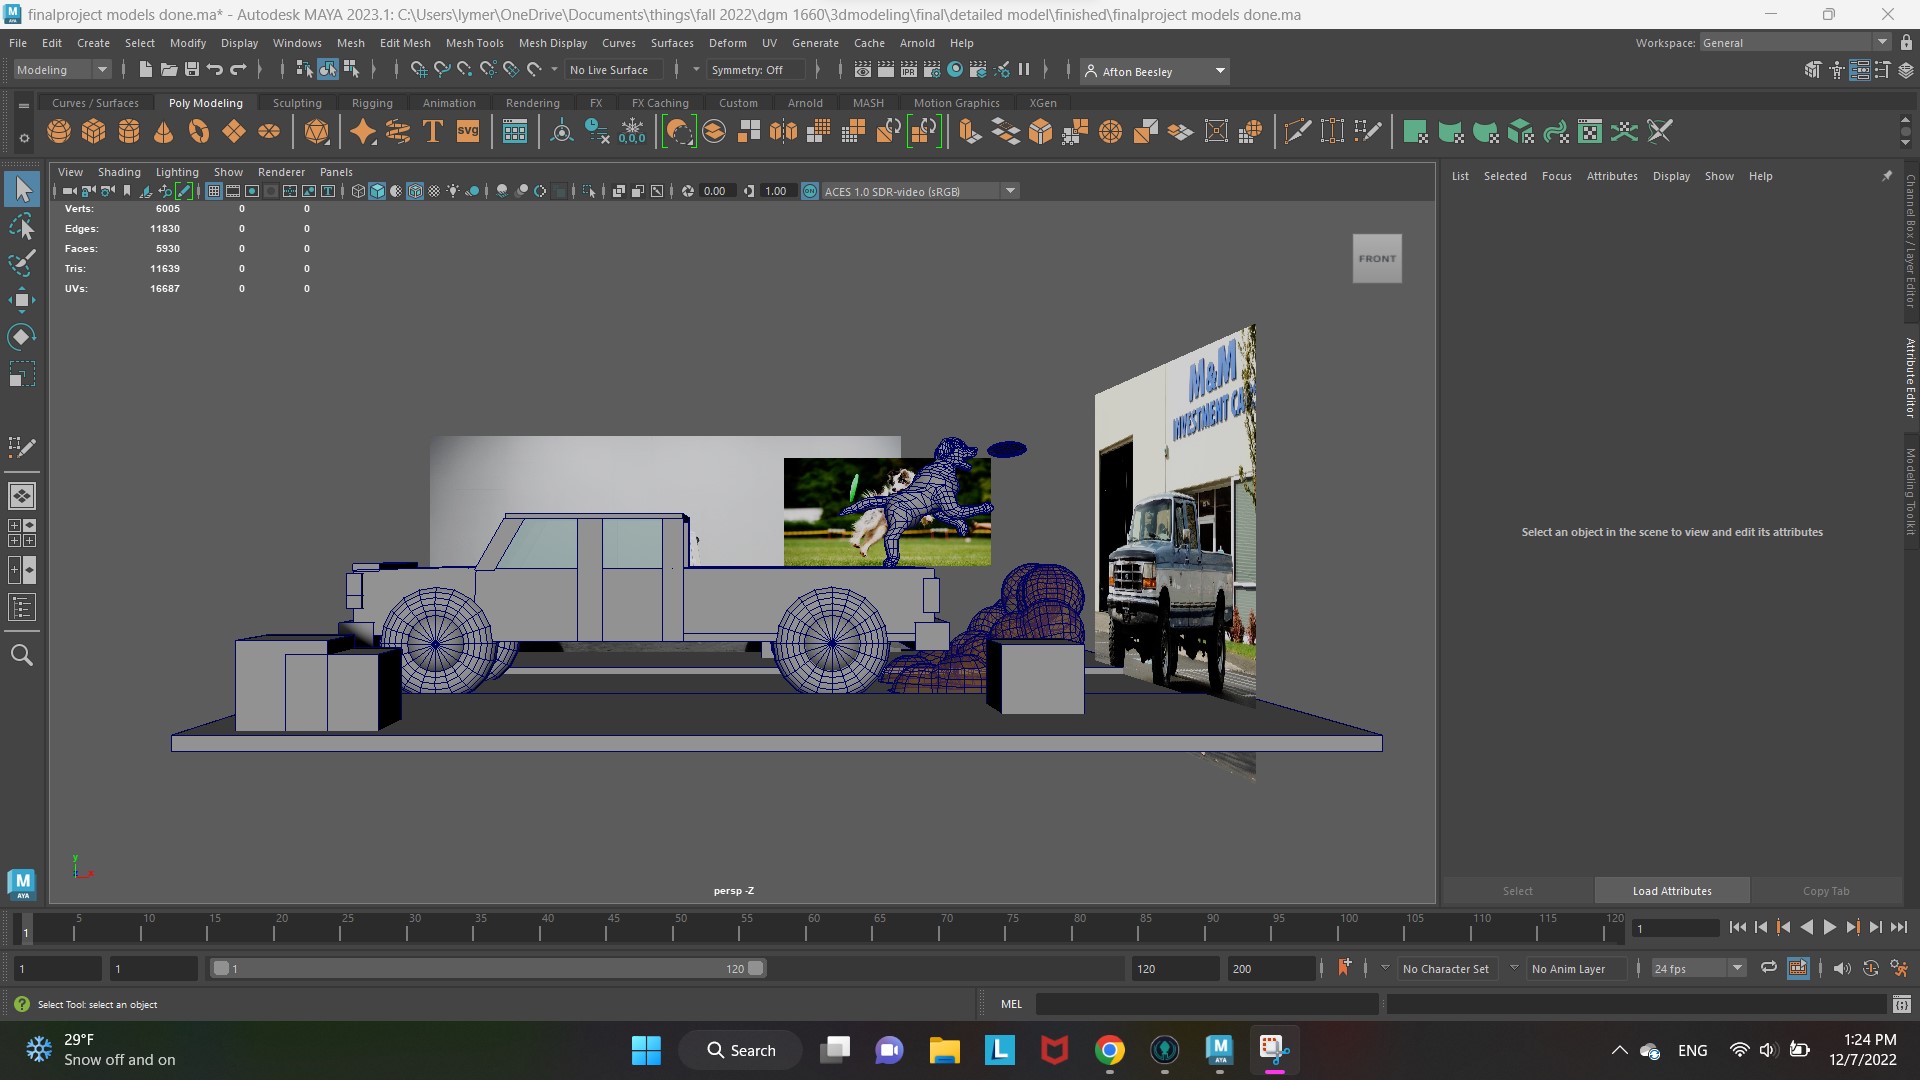 finalproject models done.ma* - Autodesk MAYA 2023.1: C:\Users\lymer\OneDrive\Documents\things\fall 2022\dgm 1660\3dmodeling\final\detailed model\finished\finalproject models done.ma
File Edit Create Select Modify Display Windows Mesh Edit Mesh Mesh Tools Mesh Display Curves Surfaces Deform UV Generate Cache Arnold Help Workspace: General
Modeling No Live Surface Symmetry: Off IPR Afton Beesley
Curves / Surfaces Poly Modeling Sculpting Rigging Animation Rendering FX FX Caching Custom Arnold MASH Motion Graphics XGen
T SVG 0,0,0
View Shading Lighting Show Renderer Panels
0.00 1.00 ON ACES 1.0 SDR-video (sRGB)
List Selected Focus Attributes Display Show Help
Verts: 6005 0 0
Edges: 11830 0 0
Faces: 5930 0 0
Tris: 11639 0 0
UVs: 16687 0 0
FRONT
M&M
INVESTMENT CA
Channel Box / Layer Editor
Attribute Editor
Modeling Toolkit
Select an object in the scene to view and edit its attributes
y
z x
persp -Z
M
AYA
Select Load Attributes Copy Tab
1 5 10 15 20 25 30 35 40 45 50 55 60 65 70 75 80 85 90 95 100 105 110 115 120 1
1 1 1 120 120 200 No Character Set No Anim Layer 24 fps
Select Tool: select an object MEL
29°F
Snow off and on
Search
ENG
1:24 PM
12/7/2022